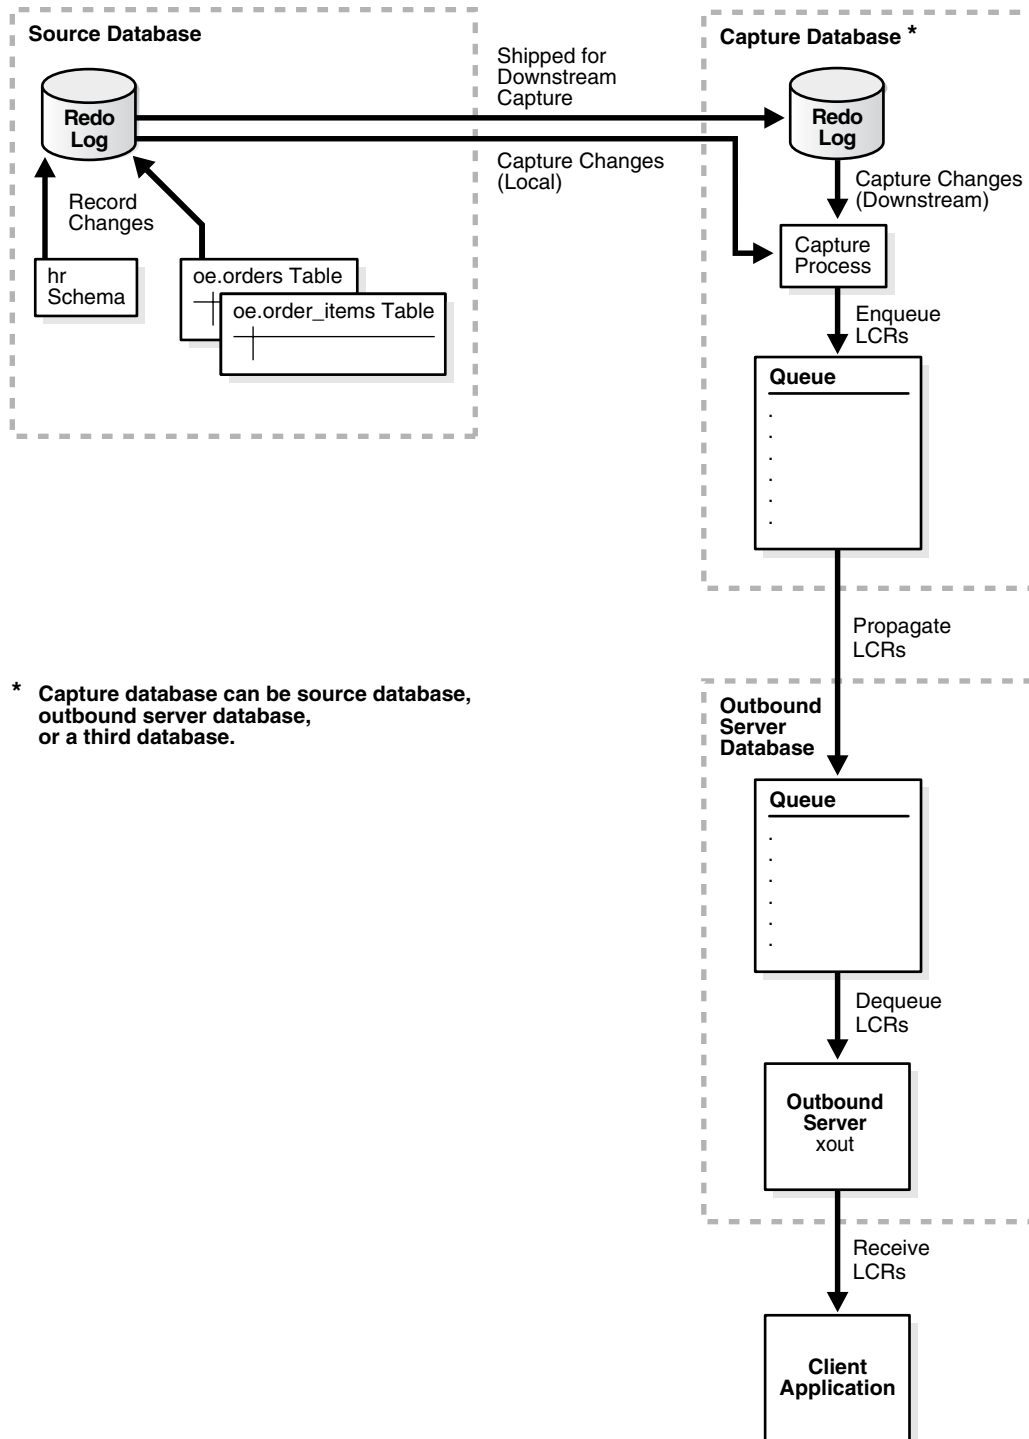 Source Database
Redo
Log
Record
Changes
hr
Schema
oe.orders Table
oe.order_items Table
Shipped for
Downstream
Capture
Capture Changes
(Local)
Capture Database *
Redo
Log
Capture Changes
(Downstream)
Capture
Process
Enqueue
LCRs
Queue
.
.
.
.
.
.
Propagate
LCRs
* Capture database can be source database,
outbound server database,
or a third database.
Outbound
Server
Database
Queue
.
.
.
.
.
.
Dequeue
LCRs
Outbound
Server
xout
Receive
LCRs
Client
Application